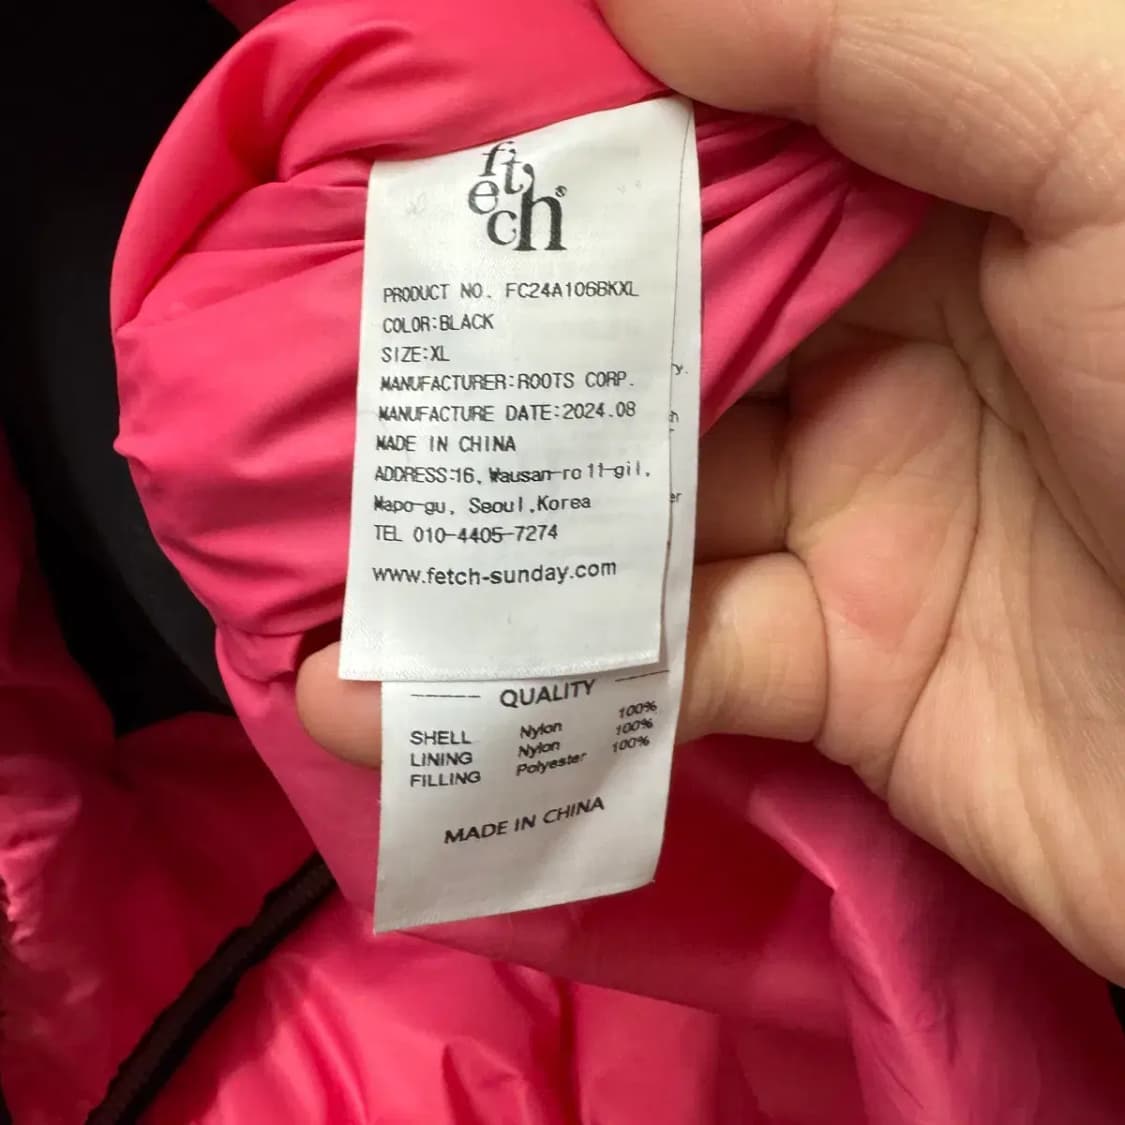 fetch®
PRODUCT NO. FC24A106BKXL
COLOR:BLACK
SIZE:XL
MANUFACTURER:ROOTS CORP.
MANUFACTURE DATE:2024.08
MADE IN CHINA
ADDRESS:16, Wausan-ro 11-gil,
Mapo-gu, Seoul,Korea
TEL 010-4405-7274
www.fetch-sunday.com
QUALITY
SHELL Nylon 100%
LINING Nylon 100%
FILLING Polyester 100%
MADE IN CHINA